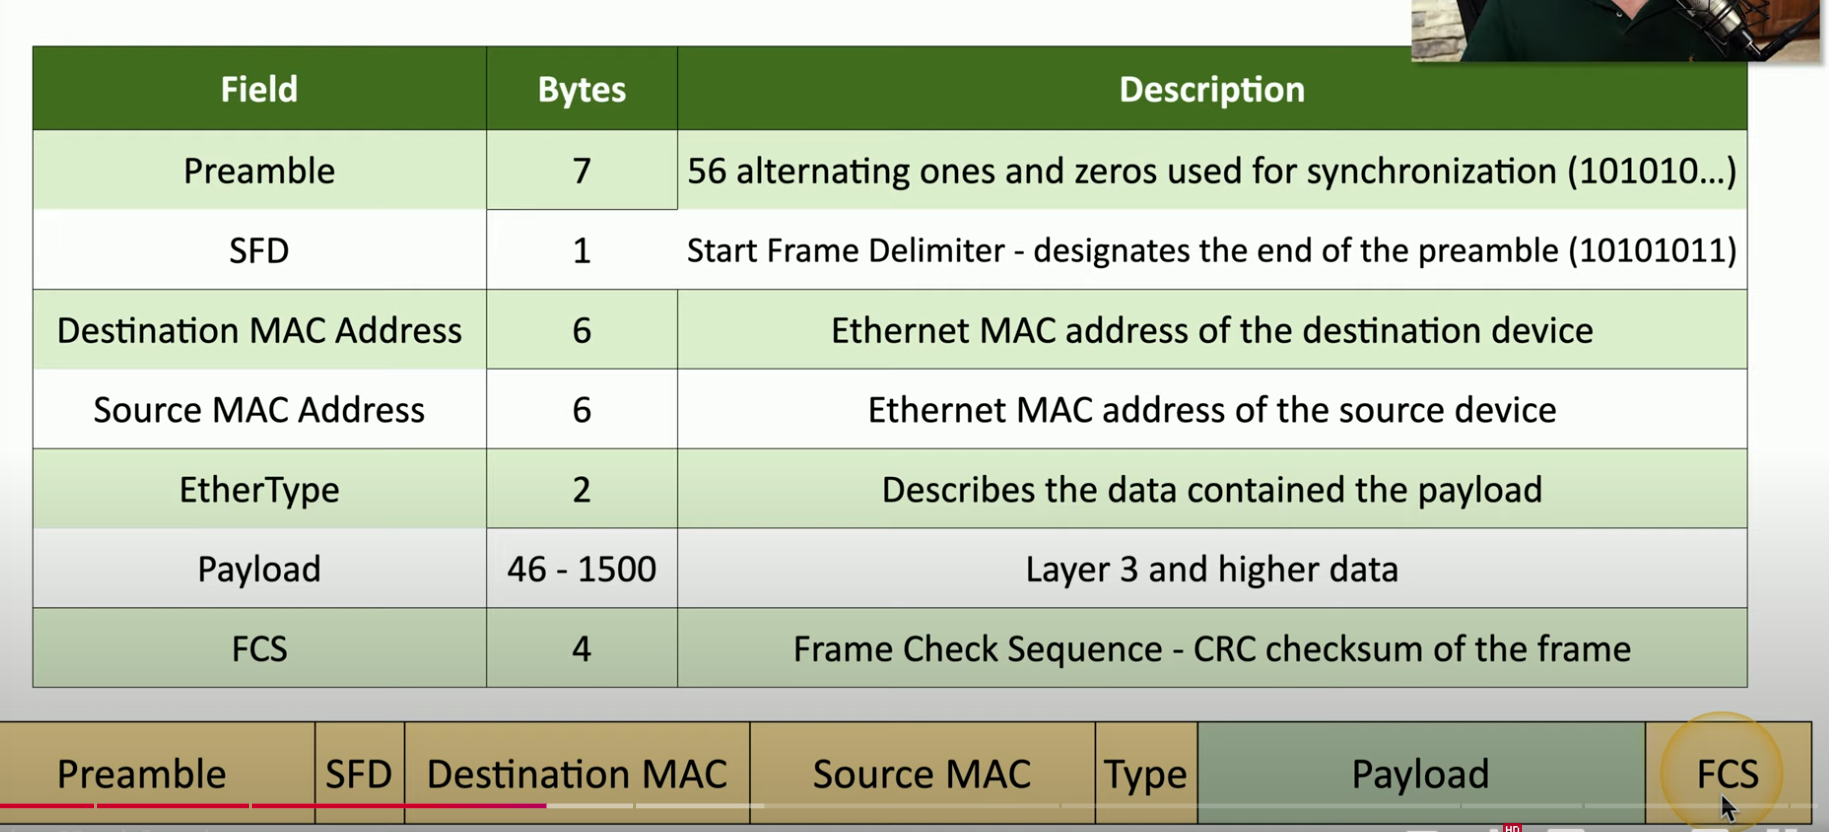 Field Bytes Description
Preamble 7 56 alternating ones and zeros used for synchronization (101010...)
SFD 1 Start Frame Delimiter - designates the end of the preamble (10101011)
Destination MAC Address 6 Ethernet MAC address of the destination device
Source MAC Address 6 Ethernet MAC address of the source device
EtherType 2 Describes the data contained the payload
Payload 46 - 1500 Layer 3 and higher data
FCS 4 Frame Check Sequence - CRC checksum of the frame
Preamble SFD Destination MAC Source MAC Type Payload FCS
HD